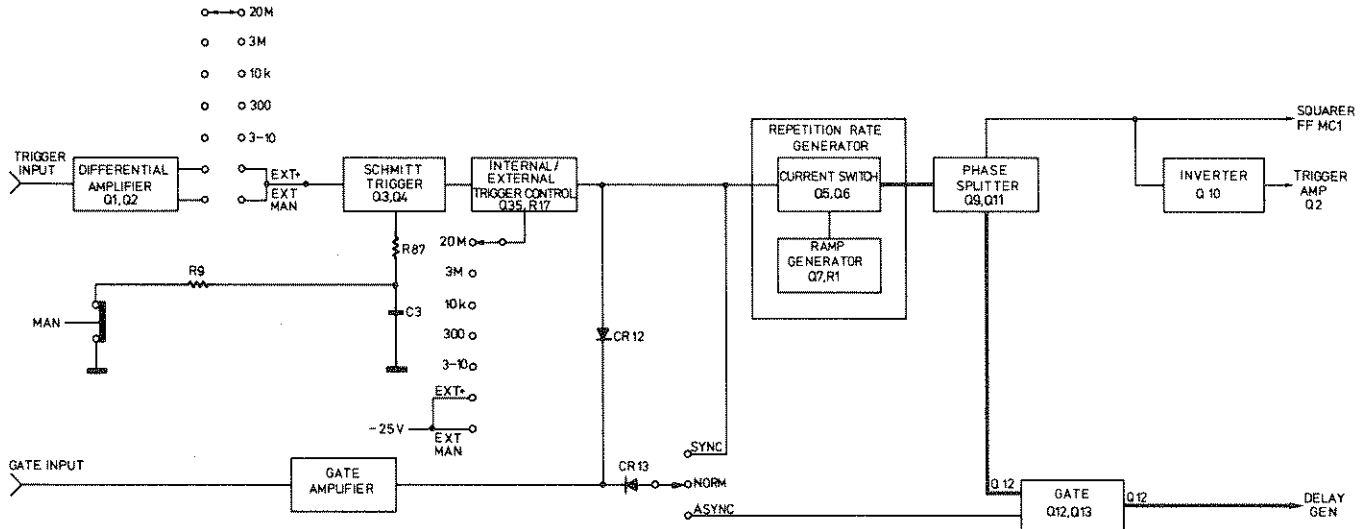 20M
3M
10k
300
3-10
TRIGGER
INPUT
DIFFERENTIAL
AMPLIFIER
Q1,Q2
EXT+
EXT
MAN
SCHMITT
TRIGGER
Q3,Q4
INTERNAL/
EXTERNAL
TRIGGER CONTROL
Q35,R17
REPETITION RATE
GENERATOR
CURRENT SWITCH
Q5,Q6
RAMP
GENERATOR
Q7,R1
PHASE
SPLITTER
Q9,Q11
SQUARER
FF MC1
INVERTER
Q10
TRIGGER
AMP
Q2
R87
R9
C3
MAN
20M
3M
10k
300
3-10
EXT+
-25V
EXT
MAN
CR12
GATE INPUT
GATE
AMPUFIER
CR13
SYNC
NORM
ASYNC
Q12
GATE
Q12,Q13
Q12
DELAY
GEN